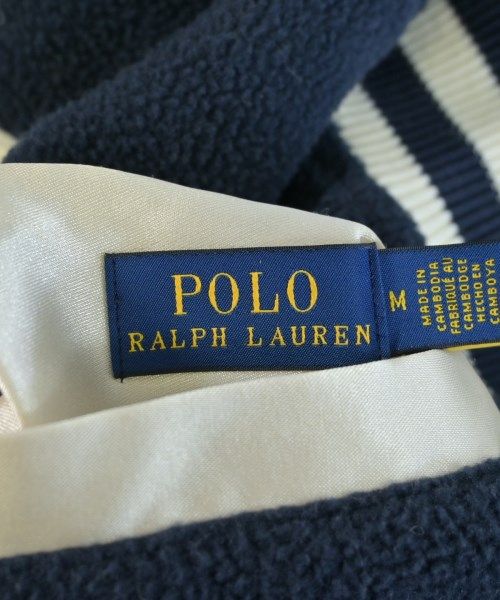 POLO
RALPH LAUREN
M
MADE IN
CAMBODIA
FABRIQUÉ AU
CAMBODGE
HECHO EN
CAMBOYA